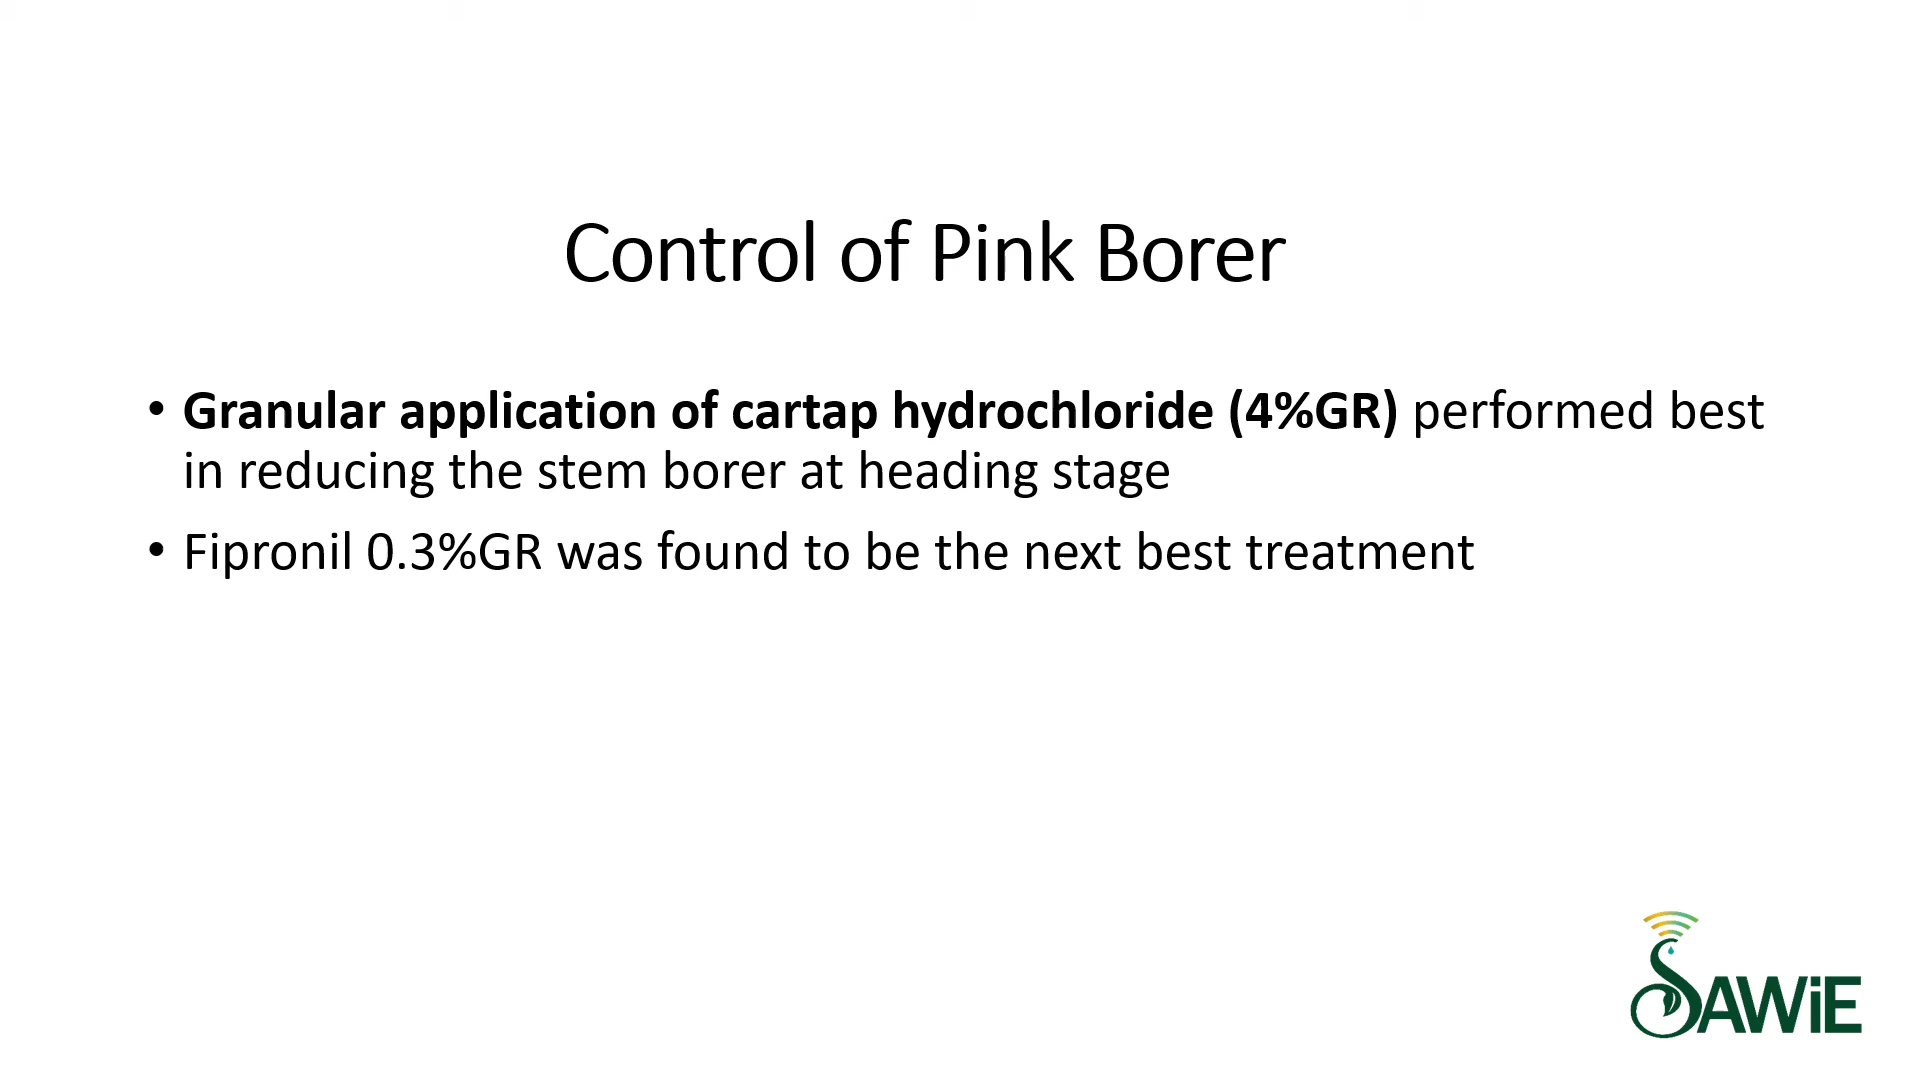 Control of Pink Borer
• Granular application of cartap hydrochloride (4%GR) performed best
in reducing the stem borer at heading stage
• Fipronil 0.3%GR was found to be the next best treatment
SAWiE